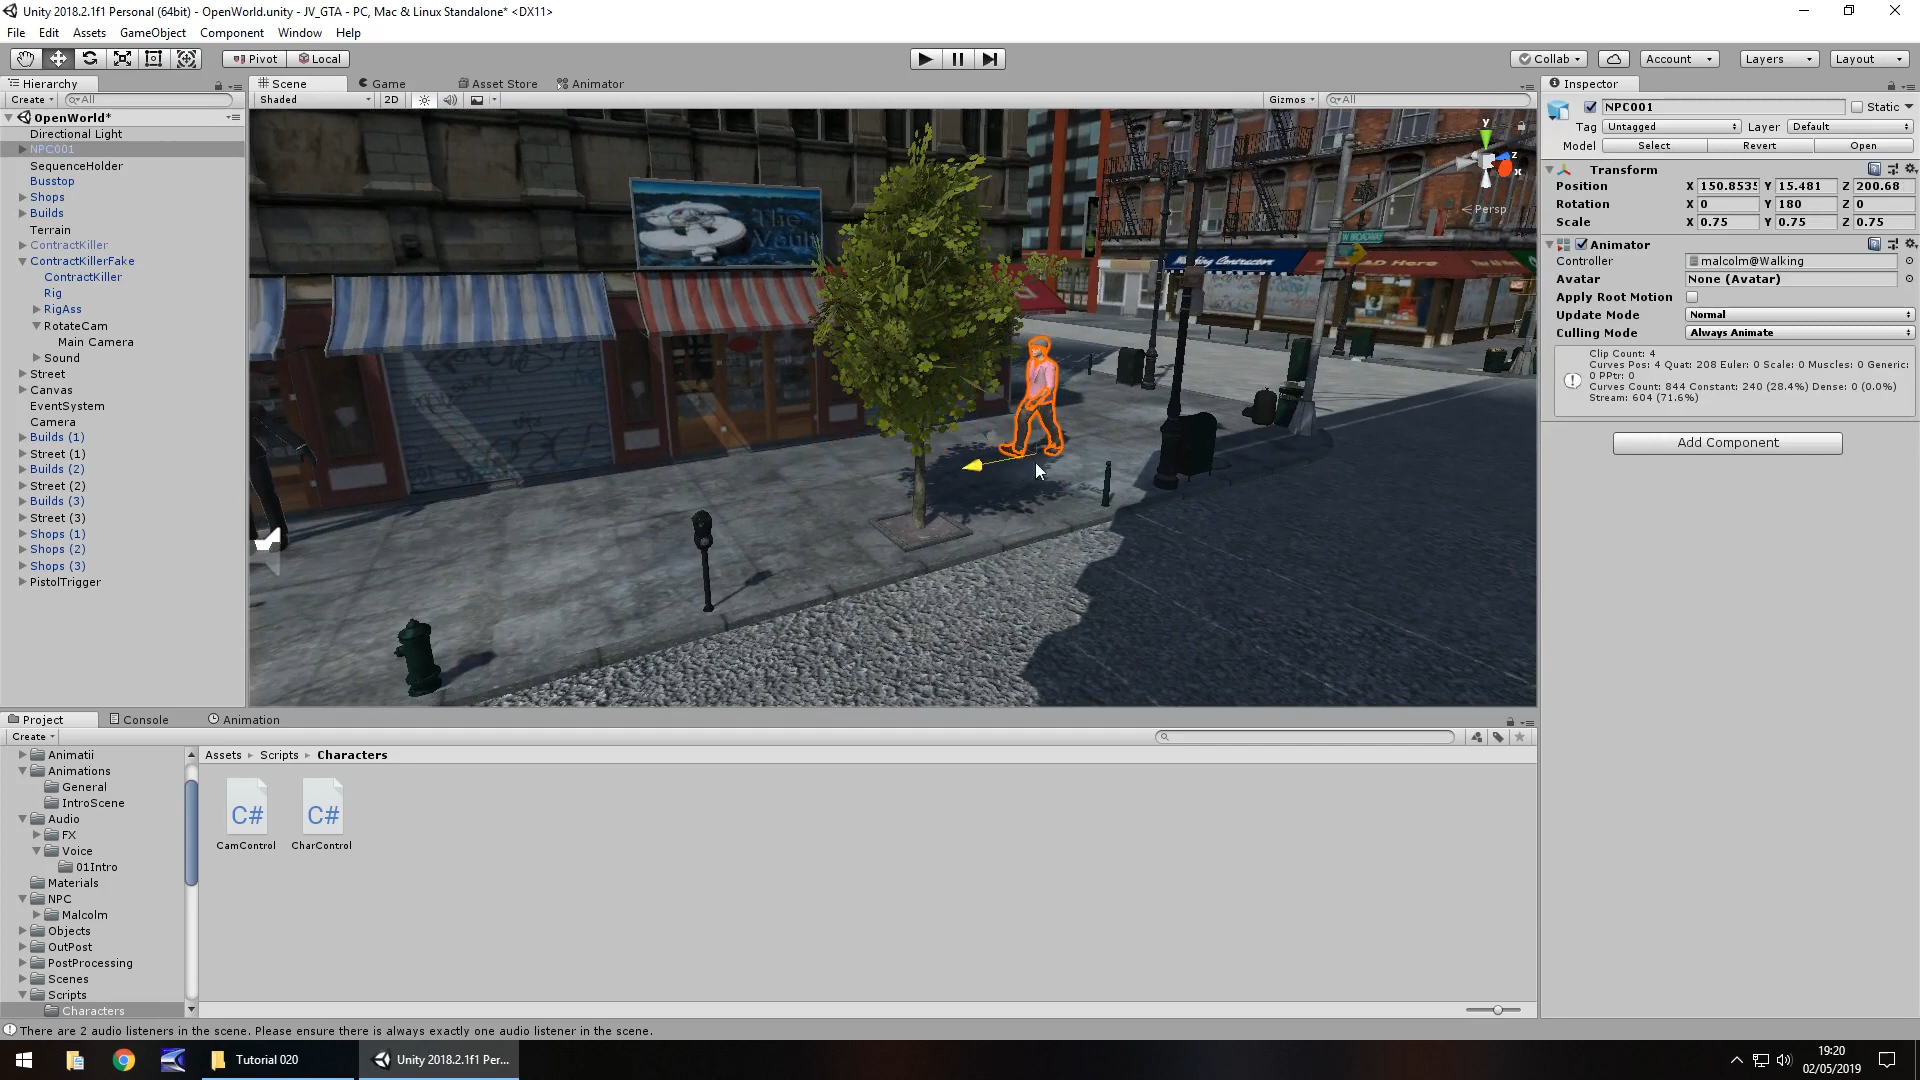 Unity 2018.2.1f1 Personal (64bit) - OpenWorld.unity - JV_GTA - PC, Mac & Linux Standalone* <DX11>
File Edit Assets GameObject Component Window Help
Pivot Local Collab Account Layers Layout
Hierarchy Scene Game Asset Store Animator Inspector
Create All Shaded 2D Gizmos All
OpenWorld*
Directional Light
NPC001
SequenceHolder
Busstop
Shops
Builds
Terrain
ContractKiller
ContractKillerFake
ContractKiller
Rig
RigAss
RotateCam
Main Camera
Sound
Street
Canvas
EventSystem
Camera
Builds (1)
Street (1)
Builds (2)
Street (2)
Builds (3)
Street (3)
Shops (1)
Shops (2)
Shops (3)
PistolTrigger
The
Vault
y
z
x
Persp
W BROADWAY
Contractor
Here
NPC001 Static
Tag Untagged Layer Default
Model Select Revert Open
Transform
Position X 150.853 Y 15.481 Z 200.68
Rotation X 0 Y 180 Z 0
Scale X 0.75 Y 0.75 Z 0.75
Animator
Controller malcolm@Walking
Avatar None (Avatar)
Apply Root Motion
Update Mode Normal
Culling Mode Always Animate
Clip Count: 4
Curves Pos: 4 Quat: 208 Euler: 0 Scale: 0 Muscles: 0 Generic:
0 PPtr: 0
Curves Count: 844 Constant: 240 (28.4%) Dense: 0 (0.0%)
Stream: 604 (71.6%)
Add Component
Project Console Animation
Create
Animatii
Animations
General
IntroScene
Audio
FX
Voice
01Intro
Materials
NPC
Malcolm
Objects
OutPost
PostProcessing
Scenes
Scripts
Characters
Assets Scripts Characters
C# C#
CamControl CharControl
There are 2 audio listeners in the scene. Please ensure there is always exactly one audio listener in the scene.
Tutorial 020
Unity 2018.2.1f1 Per...
19:20
02/05/2019